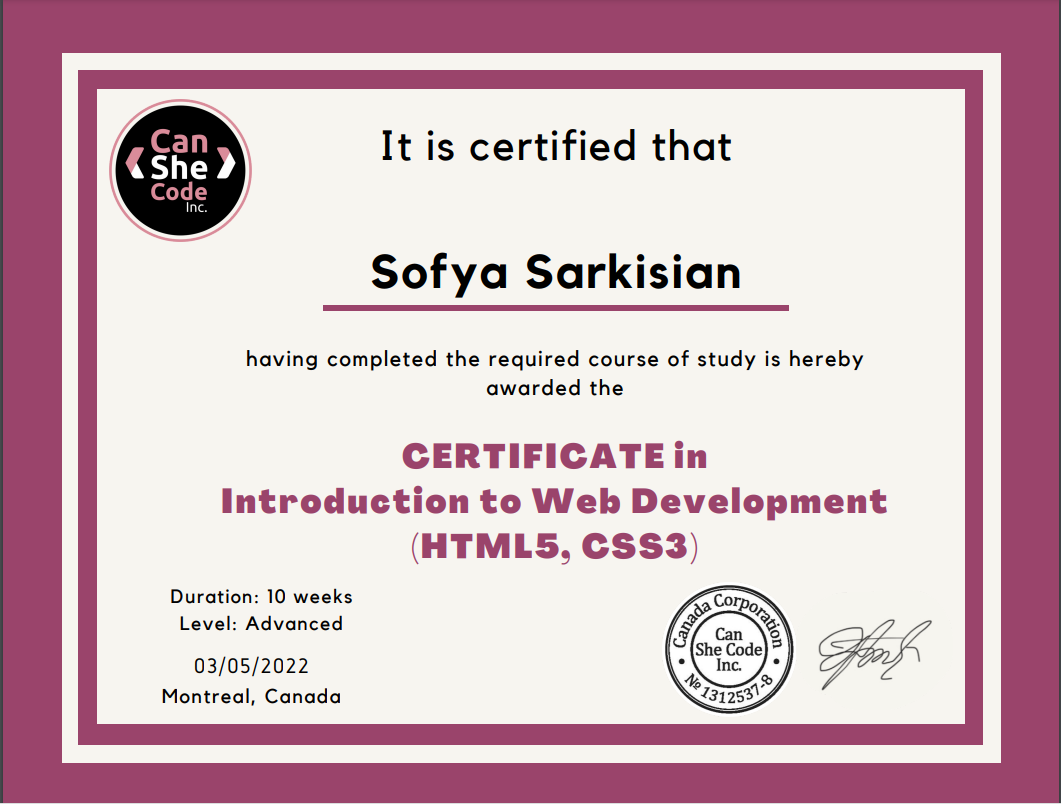 Can
She
Code
Inc.
It is certified that
Sofya Sarkisian
having completed the required course of study is hereby
awarded the
CERTIFICATE in
Introduction to Web Development
(HTML5, CSS3)
Duration: 10 weeks
Level: Advanced
03/05/2022
Montreal, Canada
Canada Corporation
Can
She Code
Inc.
№ 1312537-8